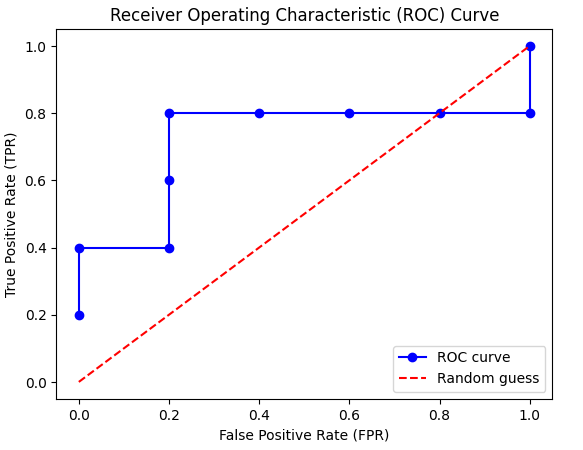 Receiver Operating Characteristic (ROC) Curve
True Positive Rate (TPR)
1.0
0.8
0.6
0.4
0.2
0.0
0.0 0.2 0.4 0.6 0.8 1.0
False Positive Rate (FPR)
ROC curve
Random guess